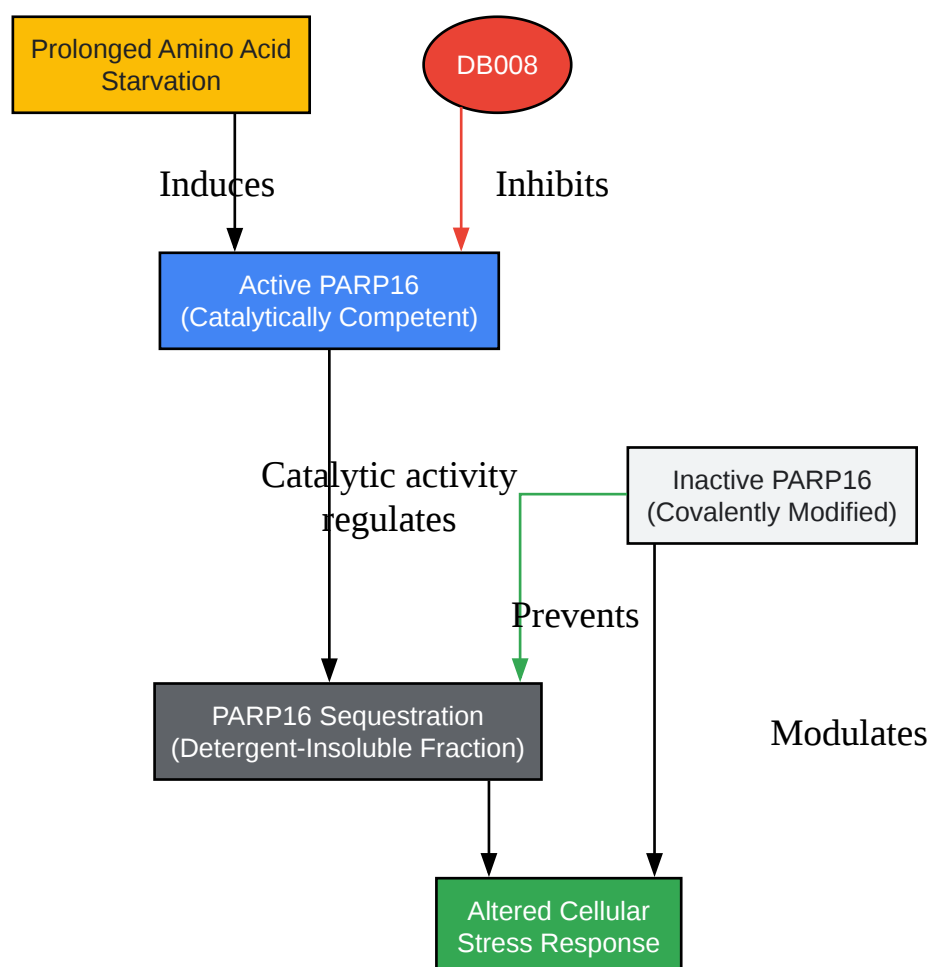 Prolonged Amino Acid
Starvation
DB008
Induces
Inhibits
Active PARP16
(Catalytically Competent)
Catalytic activity
regulates
Inactive PARP16
(Covalently Modified)
Prevents
PARP16 Sequestration
(Detergent-Insoluble Fraction)
Modulates
Altered Cellular
Stress Response